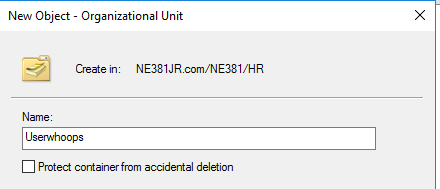 New Object - Organizational Unit
Create in: NE381JR.com/NE381/HR
Name:
Userwhoops
Protect container from accidental deletion